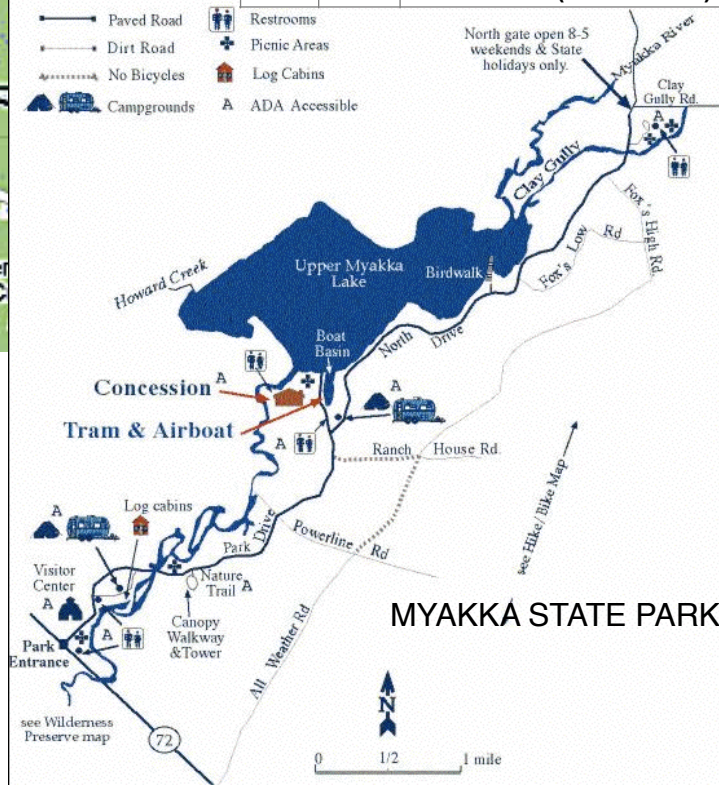 Paved Road
Restrooms
Dirt Road
Picnic Areas
No Bicycles
Log Cabins
Campgrounds
A ADA Accessible
North gate open 8-5
weekends & State
holidays only.
Myakka River
Clay
Gully Rd.
A
Clay Gully
Fox's High Rd.
Fox's Low Rd
Howard Creek
Upper Myakka
Lake
Birdwalk
Boat
Basin
North Drive
Concession A
Tram & Airboat
A
A
Ranch House Rd.
see Hike/Bike Map
Log cabins
A
Park Drive
Powerline Rd
Visitor
Center
A
Nature
Trail A
Canopy
Walkway
&Tower
A
Park
Entrance
All Weather Rd
MYAKKA STATE PARK
see Wilderness
Preserve map
72
N
0 1/2 1 mile